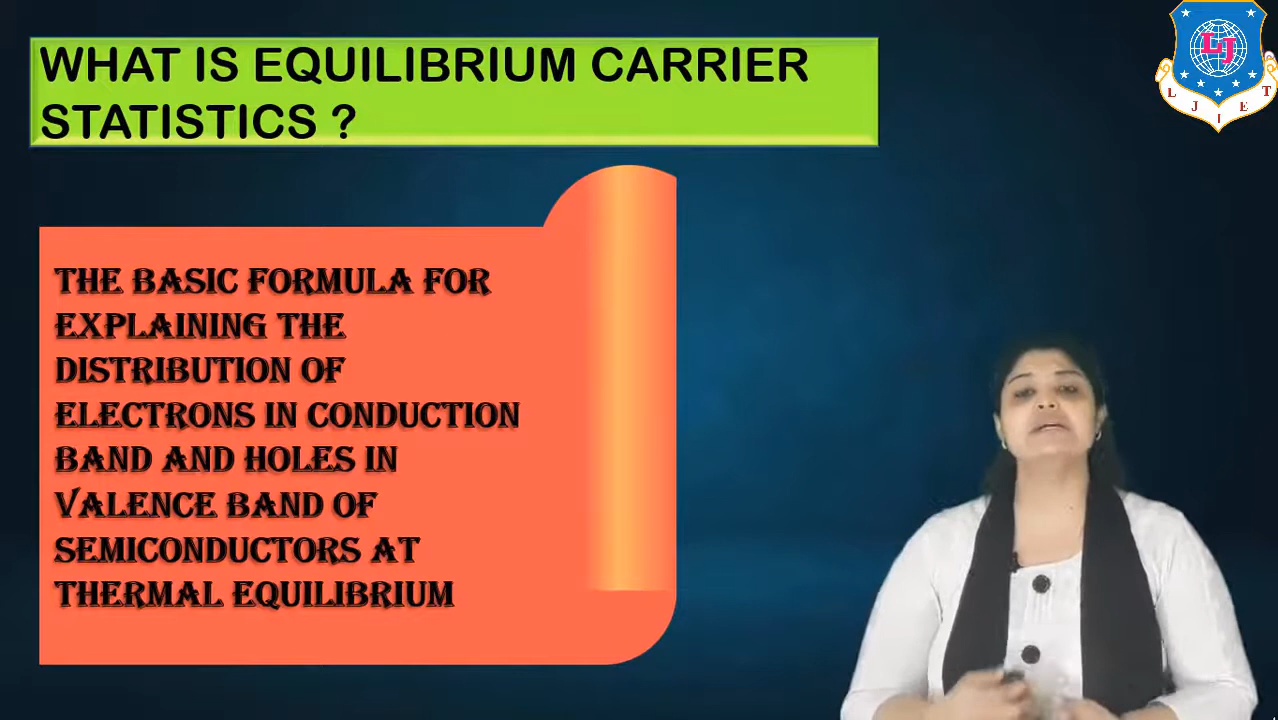 WHAT IS EQUILIBRIUM CARRIER
STATISTICS ?
THE BASIC FORMULA FOR
EXPLAINING THE
DISTRIBUTION OF
ELECTRONS IN CONDUCTION
BAND AND HOLES IN
VALENCE BAND OF
SEMICONDUCTORS AT
THERMAL EQUILIBRIUM
LJ
L J I E T